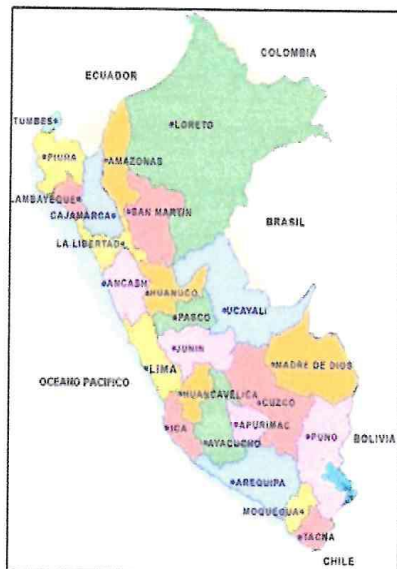 COLOMBIA
ECUADOR
TUMBES
LORETO
PIURA
AMAZONAS
LAMBAYEQUE
CAJAMARCA
SAN MARTIN
BRASIL
LA LIBERTAD
ANCASH
HUANUCO
UCAYALI
PASCO
JUNIN
LIMA
MADRE DE DIOS
OCEANO PACIFICO
HUANCAVELICA
CUZCO
ICA
APURIMAC
PUNO
BOLIVIA
AYACUCHO
AREQUIPA
MOQUEGUA
TACNA
CHILE